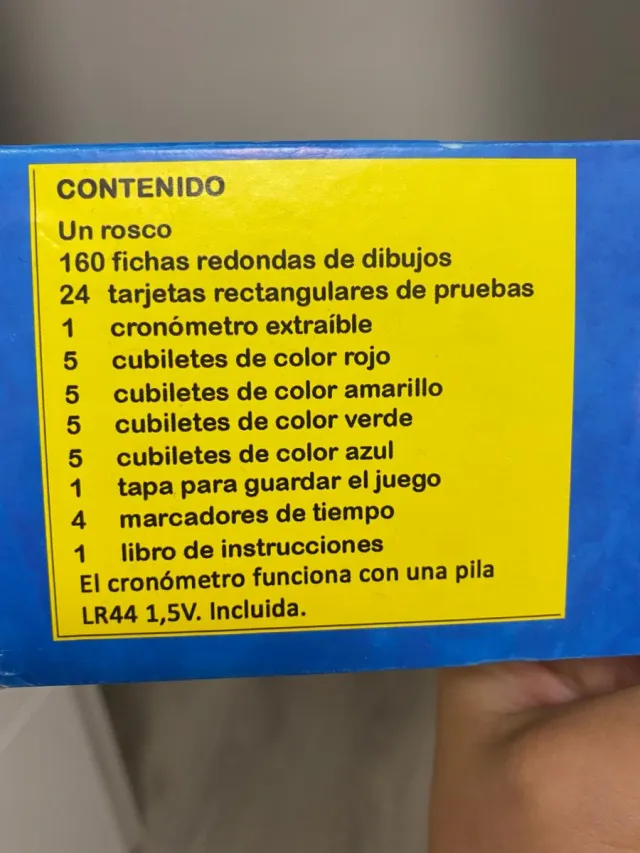 CONTENIDO
Un rosco
160 fichas redondas de dibujos
24 tarjetas rectangulares de pruebas
1 cronómetro extraíble
5 cubiletes de color rojo
5 cubiletes de color amarillo
5 cubiletes de color verde
5 cubiletes de color azul
1 tapa para guardar el juego
4 marcadores de tiempo
1 libro de instrucciones
El cronómetro funciona con una pila
LR44 1,5V. Incluida.